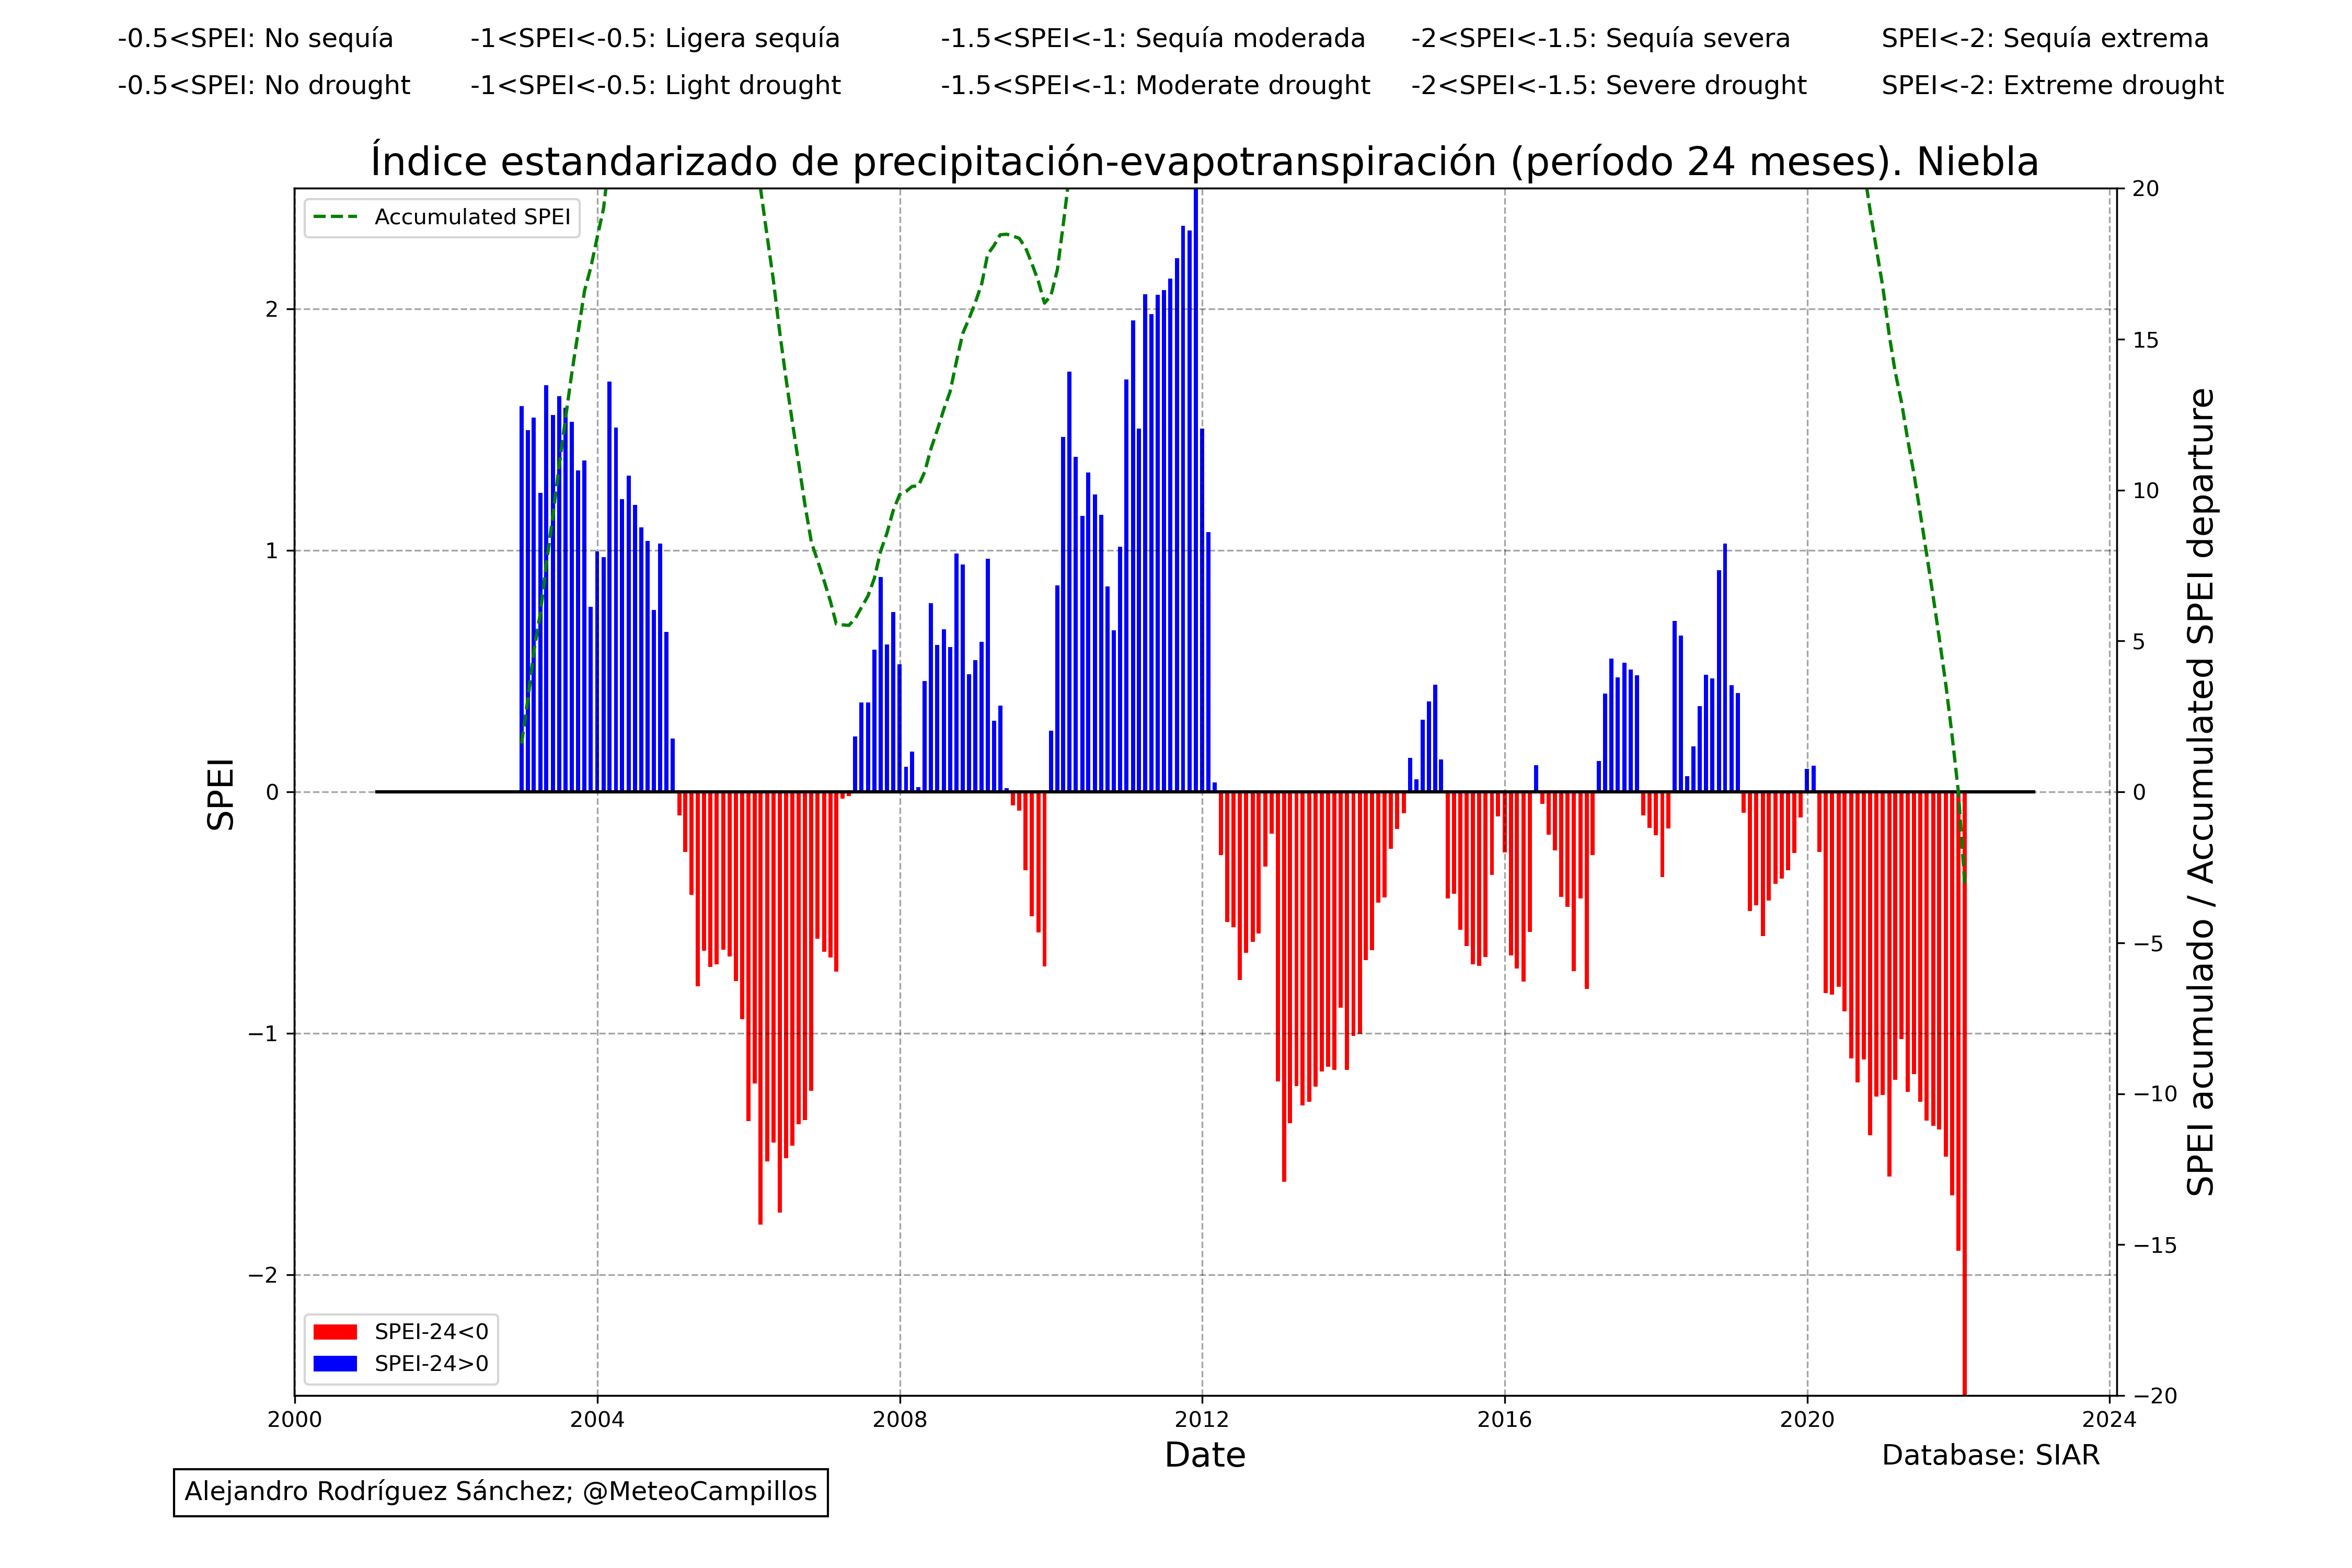 -0.5<SPEI: No sequía -1<SPEI<-0.5: Ligera sequía -1.5<SPEI<-1: Sequía moderada -2<SPEI<-1.5: Sequía severa SPEI<-2: Sequía extrema
-0.5<SPEI: No drought -1<SPEI<-0.5: Light drought -1.5<SPEI<-1: Moderate drought -2<SPEI<-1.5: Severe drought SPEI<-2: Extreme drought
Índice estandarizado de precipitación-evapotranspiración (período 24 meses). Niebla
Accumulated SPEI
SPEI
2
1
0
−1
−2
20
15
10
5
0
−5
−10
−15
−20
SPEI acumulado / Accumulated SPEI departure
SPEI-24<0
SPEI-24>0
2000 2004 2008 2012 2016 2020 2024
Date
Database: SIAR
Alejandro Rodríguez Sánchez; @MeteoCampillos